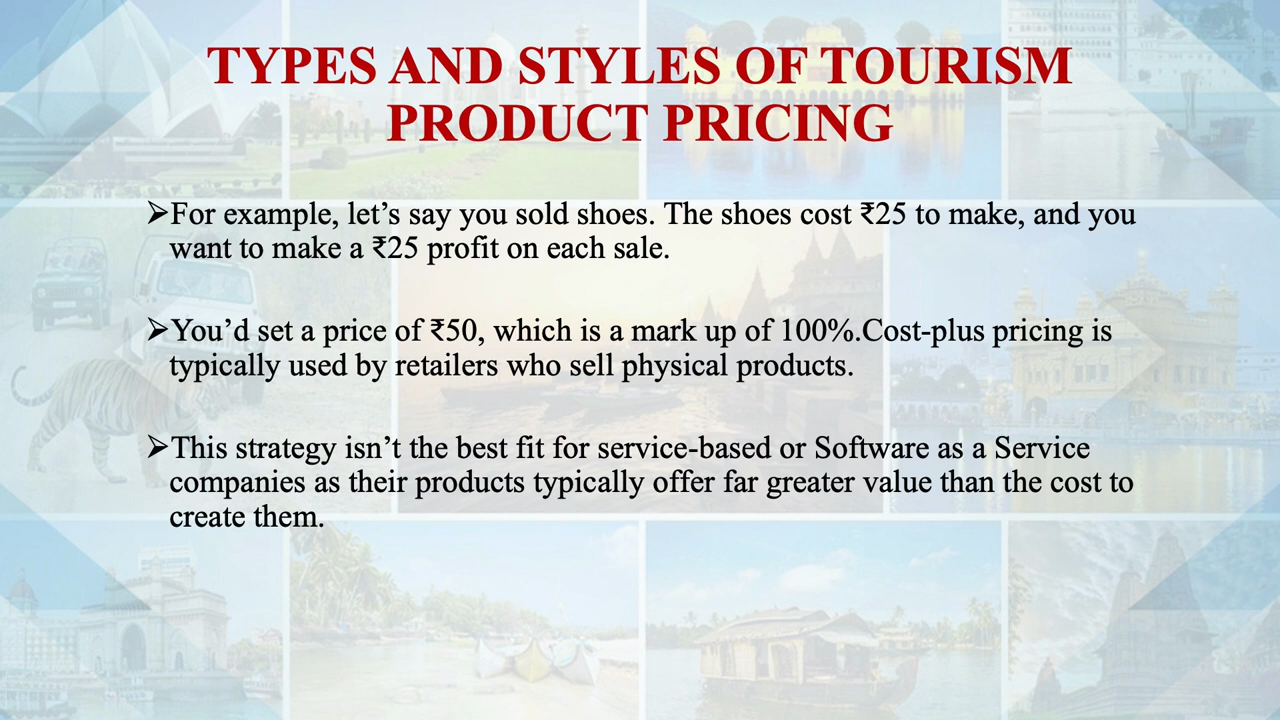 TYPES AND STYLES OF TOURISM
PRODUCT PRICING
➢For example, let’s say you sold shoes. The shoes cost ₹25 to make, and you
want to make a ₹25 profit on each sale.
➢You’d set a price of ₹50, which is a mark up of 100%.Cost-plus pricing is
typically used by retailers who sell physical products.
➢This strategy isn’t the best fit for service-based or Software as a Service
companies as their products typically offer far greater value than the cost to
create them.